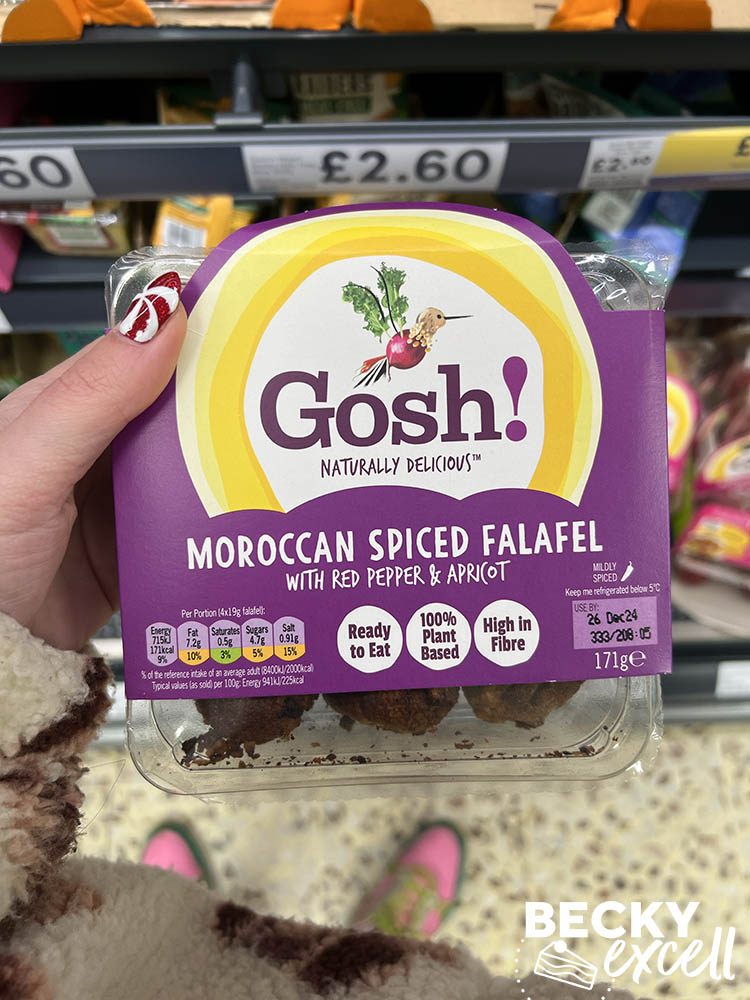 60
£2.60
£2.60
£
Gosh!
NATURALLY DELICIOUS™
MOROCCAN SPICED FALAFEL
WITH RED PEPPER & APRICOT
MILDLY
SPICED
Keep me refrigerated below 5°C
Per Portion (4x19g falafel):
Energy
715kJ
171kcal
9%
Fat
7.2g
10%
Saturates
0.5g
3%
Sugars
4.7g
5%
Salt
0.91g
15%
% of the reference intake of an average adult (8400kJ/2000kcal)
Typical values (as sold) per 100g: Energy 941kJ/225kcal
Ready
to Eat
100%
Plant
Based
High in
Fibre
USE BY:
26 Dec24
333/208:05
171g℮
BECKY
excell